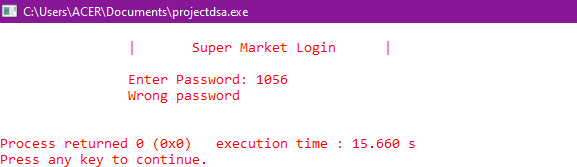 C:\Users\ACER\Documents\projectdsa.exe
| Super Market Login |
Enter Password: 1056
Wrong password
Process returned 0 (0x0) execution time : 15.660 s
Press any key to continue.